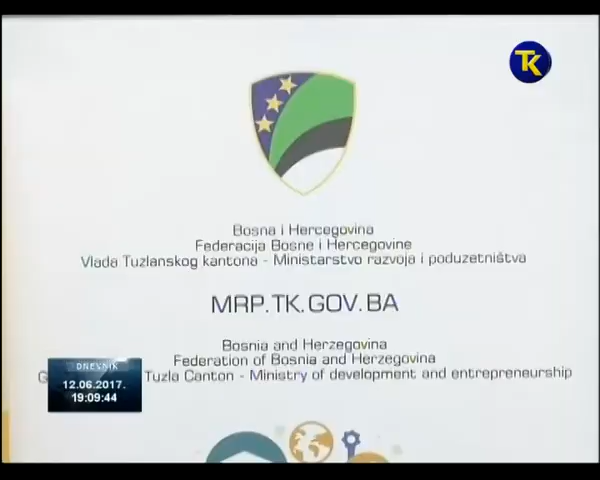 TK
Bosna i Hercegovina
Federacija Bosne i Hercegovine
Vlada Tuzlanskog kantona - Ministarstvo razvoja i poduzetništva
MRP.TK.GOV.BA
Bosnia and Herzegovina
Federation of Bosnia and Herzegovina
Tuzla Canton - Ministry of development and entrepreneurship
DNEVNIK
12.06.2017.
19:09:44